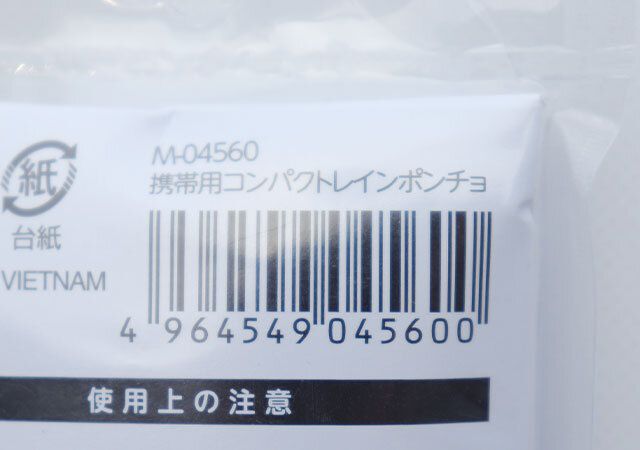 M-04560
携帯用コンパクトレインポンチョ
紙
台紙
VIETNAM
4 964549 045600
使用上の注意